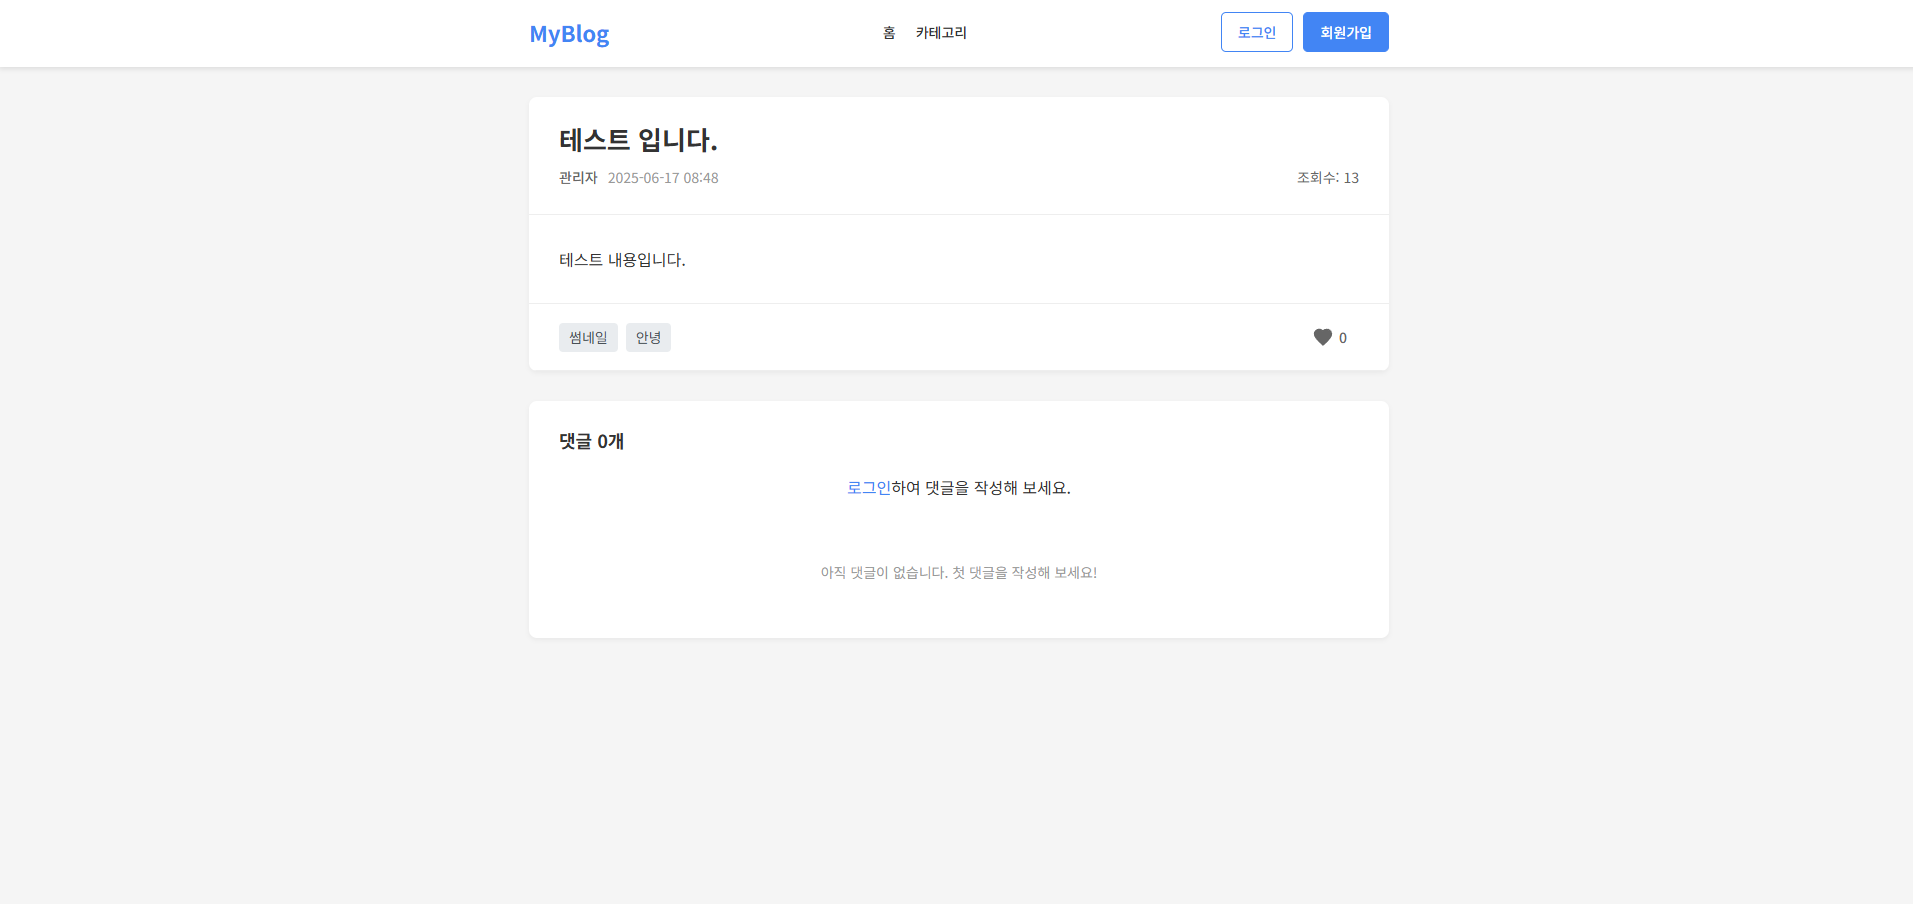 MyBlog 홈 카테고리 로그인 회원가입
테스트 입니다.
관리자 2025-06-17 08:48 조회수: 13
테스트 내용입니다.
썸네일 안녕 0
댓글 0개
로그인하여 댓글을 작성해 보세요.
아직 댓글이 없습니다. 첫 댓글을 작성해 보세요!